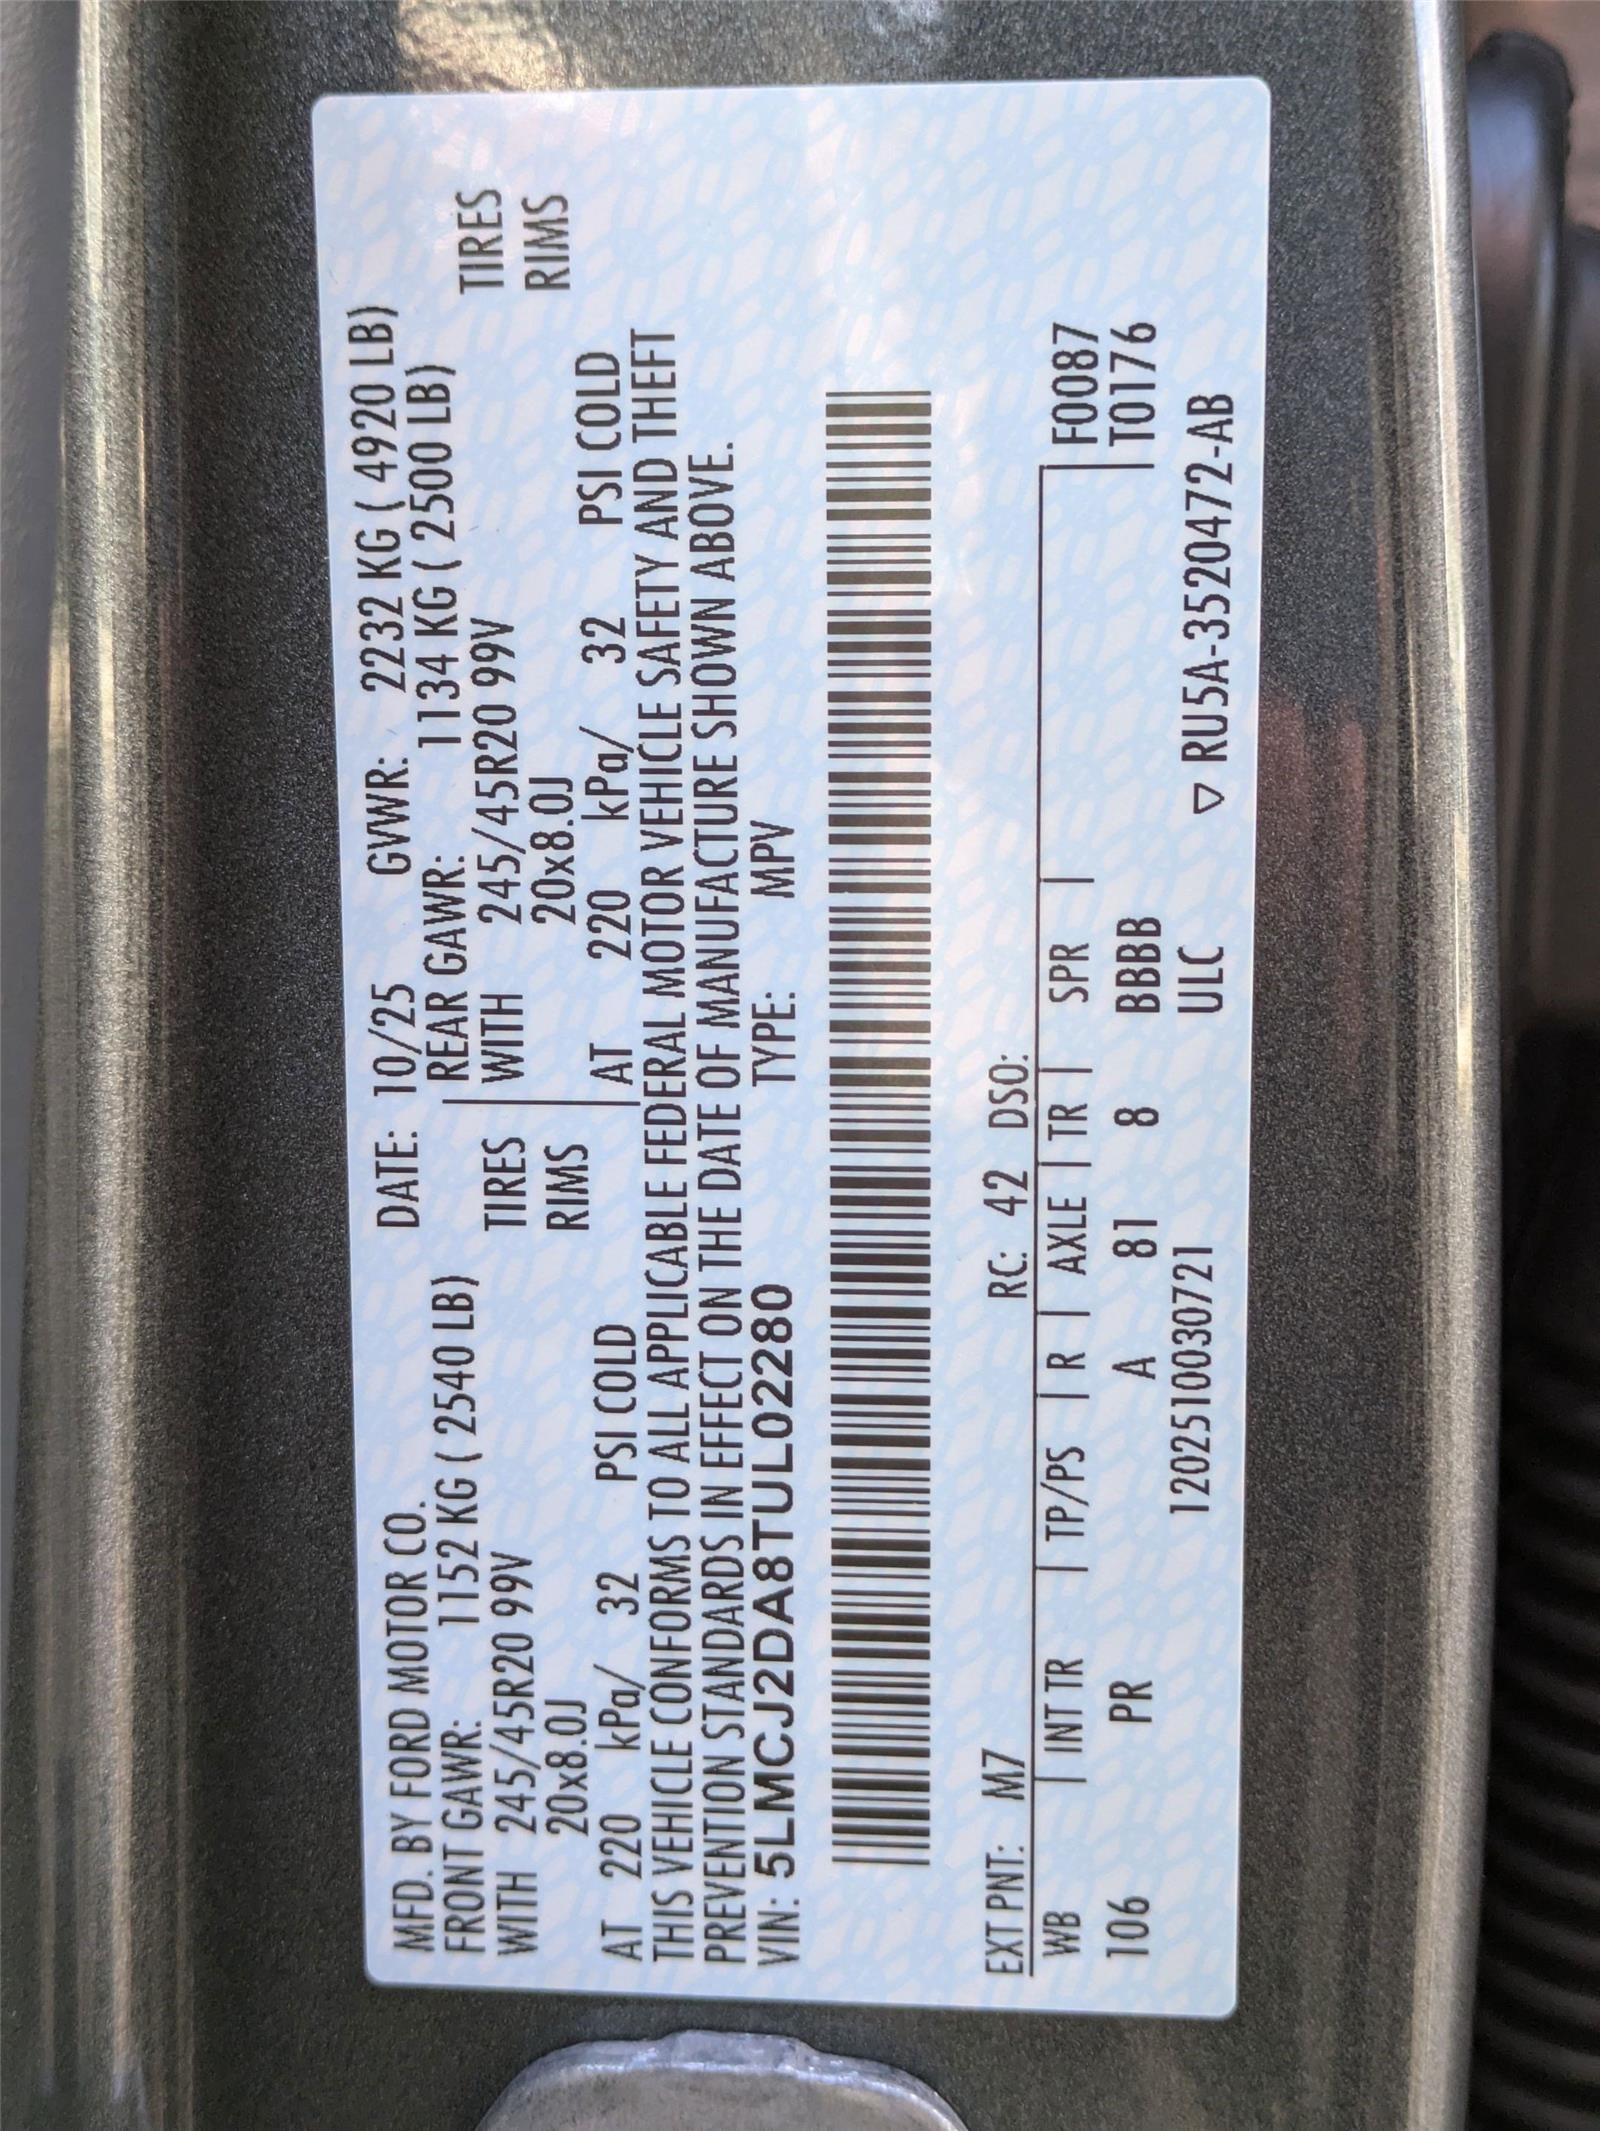 MFD. BY FORD MOTOR CO. DATE: 10/25 GVWR: 2232 KG ( 4920 LB)
FRONT GAWR: 1152 KG ( 2540 LB) REAR GAWR: 1134 KG ( 2500 LB)
WITH 245/45R20 99V TIRES WITH 245/45R20 99V TIRES
20x8.0J RIMS 20x8.0J RIMS
AT 220 kPa/ 32 PSI COLD AT 220 kPa/ 32 PSI COLD
THIS VEHICLE CONFORMS TO ALL APPLICABLE FEDERAL MOTOR VEHICLE SAFETY AND THEFT
PREVENTION STANDARDS IN EFFECT ON THE DATE OF MANUFACTURE SHOWN ABOVE.
VIN: 5LMCJ2DA8TUL02280 TYPE: MPV
EXT PNT: M7 RC: 42 DSO:
WB | INT TR | TP/PS | R | AXLE | TR | SPR | F0087
106 PR A 81 8 BBBB T0176
1202510030721 ULC ▽ RU5A-3520472-AB